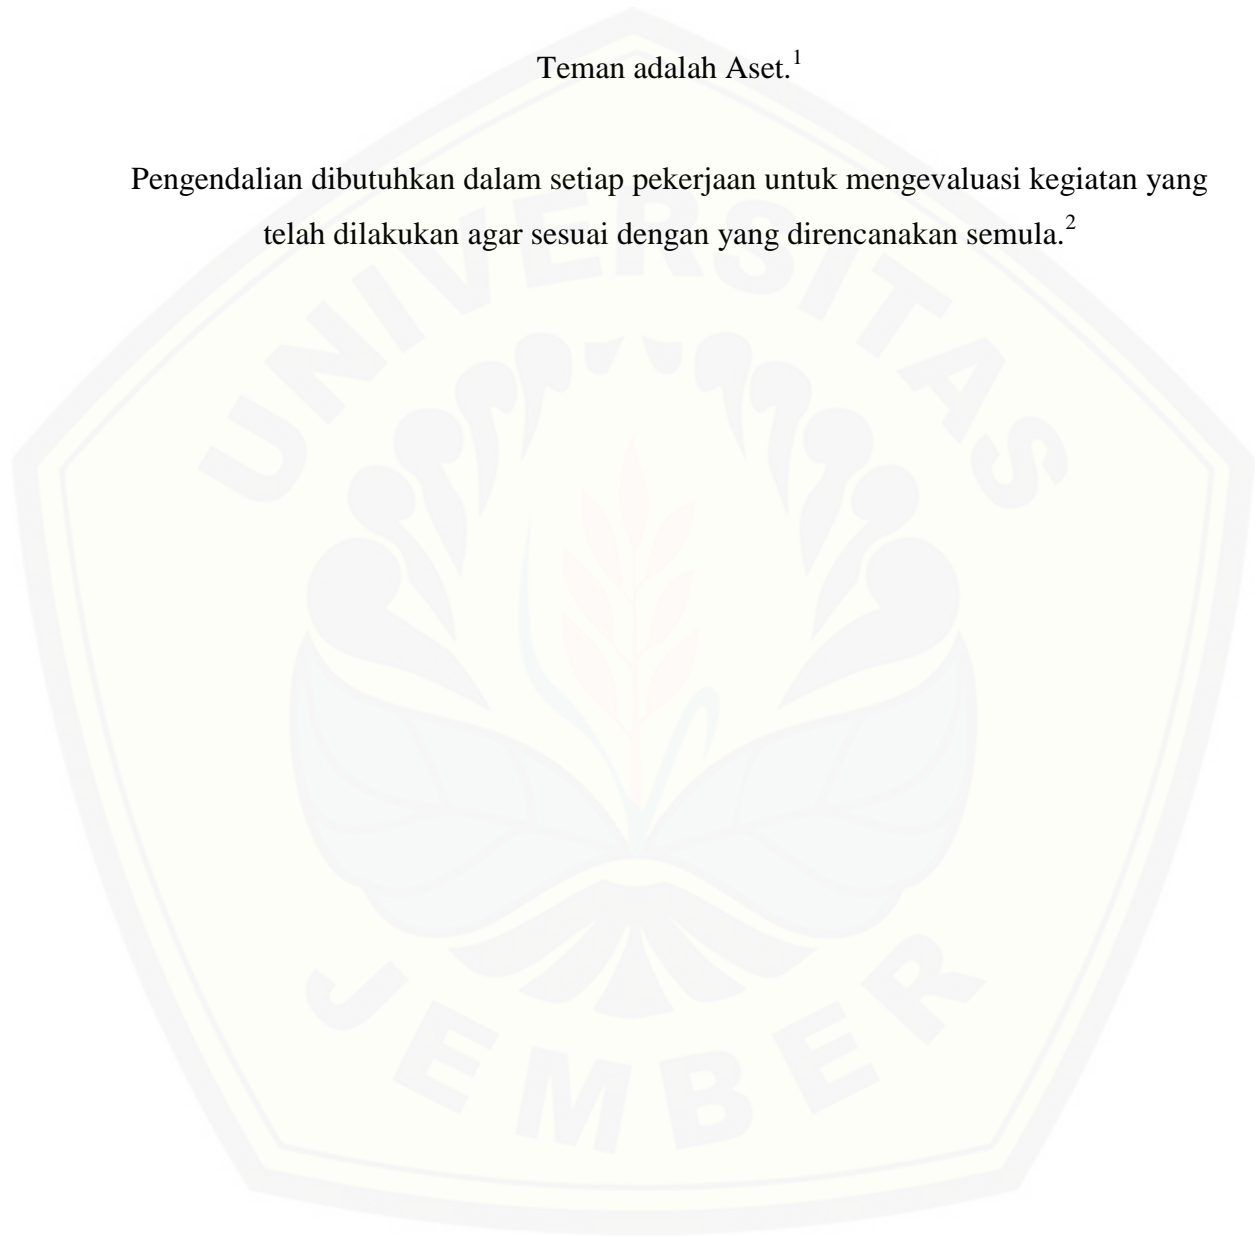 Teman adalah Aset.¹
Pengendalian dibutuhkan dalam setiap pekerjaan untuk mengevaluasi kegiatan yang
telah dilakukan agar sesuai dengan yang direncanakan semula.²
UNIVERSITAS
JEMBER